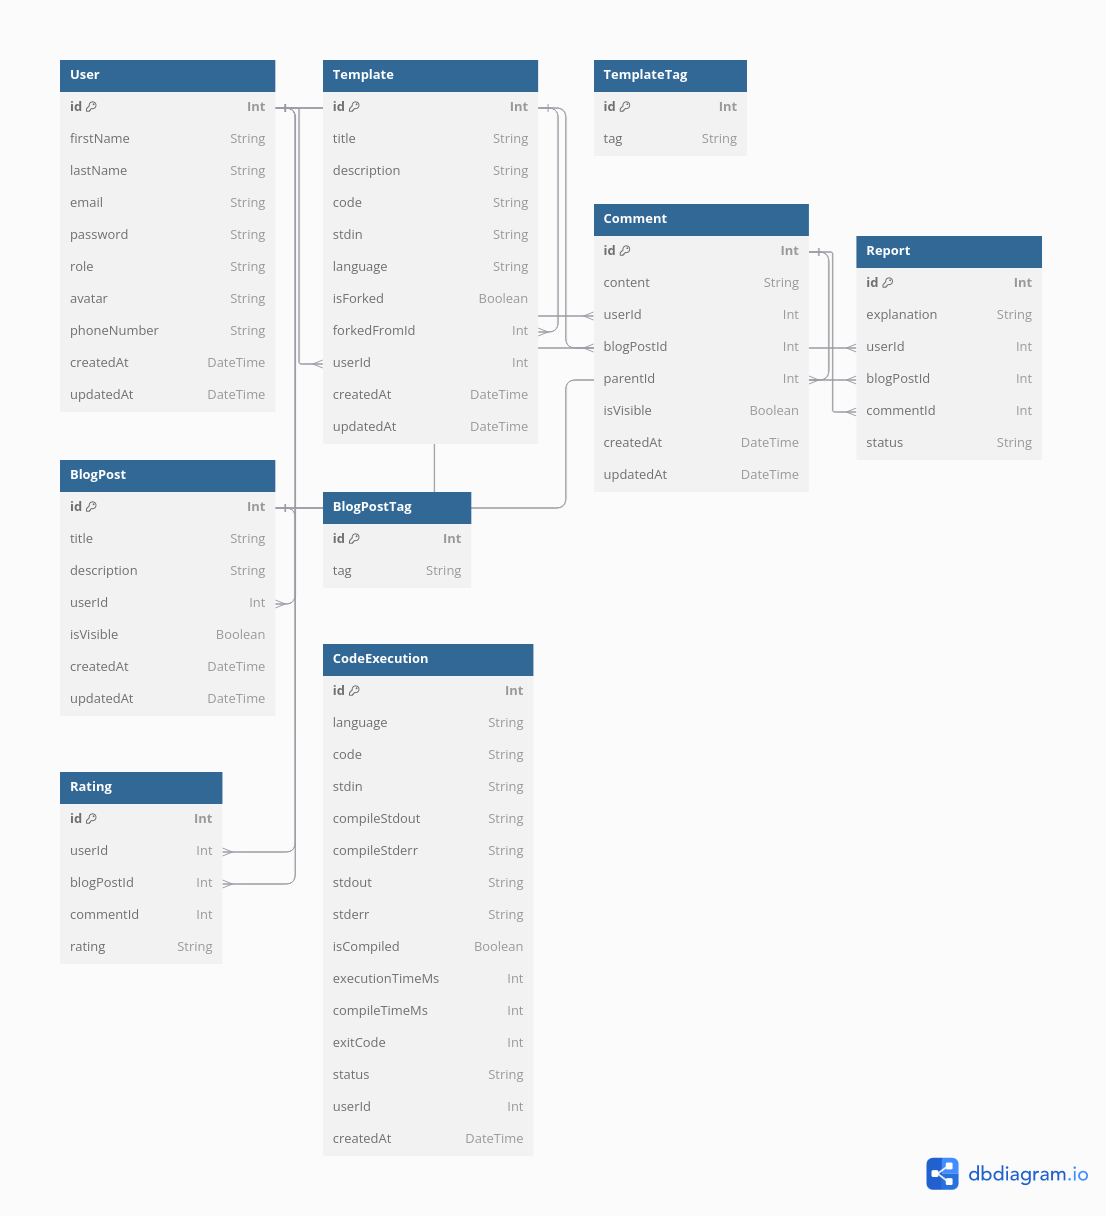 User
id Int
firstName String
lastName String
email String
password String
role String
avatar String
phoneNumber String
createdAt DateTime
updatedAt DateTime
Template
id Int
title String
description String
code String
stdin String
language String
isForked Boolean
forkedFromId Int
userId Int
createdAt DateTime
updatedAt DateTime
TemplateTag
id Int
tag String
Comment
id Int
content String
userId Int
blogPostId Int
parentId Int
isVisible Boolean
createdAt DateTime
updatedAt DateTime
Report
id Int
explanation String
userId Int
blogPostId Int
commentId Int
status String
BlogPost
id Int
title String
description String
userId Int
isVisible Boolean
createdAt DateTime
updatedAt DateTime
BlogPostTag
id Int
tag String
Rating
id Int
userId Int
blogPostId Int
commentId Int
rating String
CodeExecution
id Int
language String
code String
stdin String
compileStdout String
compileStderr String
stdout String
stderr String
isCompiled Boolean
executionTimeMs Int
compileTimeMs Int
exitCode Int
status String
userId Int
createdAt DateTime
dbdiagram.io